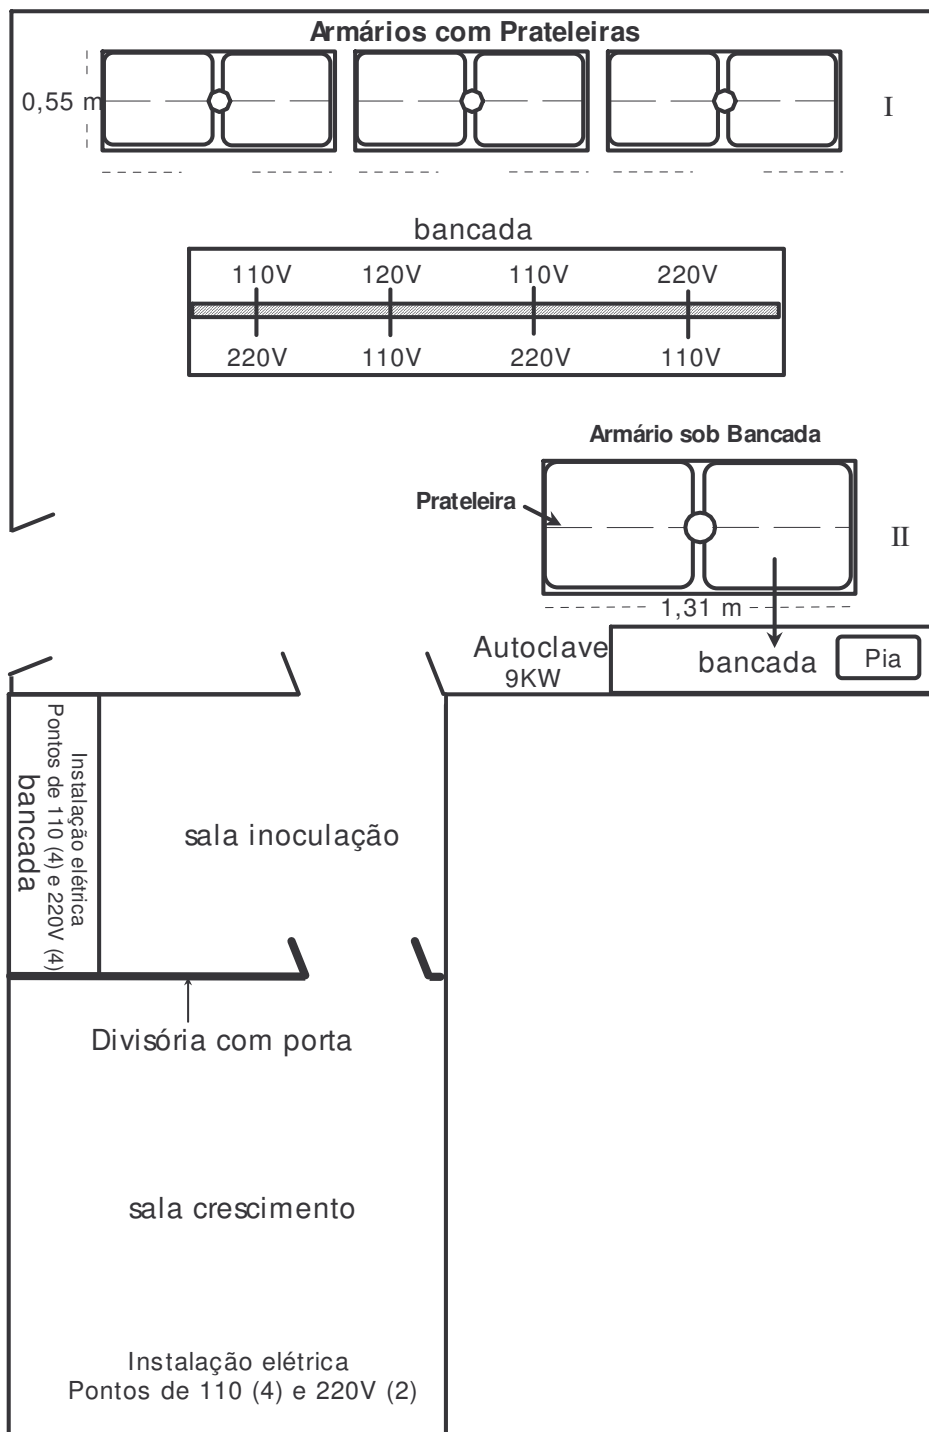 Armários com Prateleiras
0,55 m
I
bancada
110V 120V 110V 220V
220V 110V 220V 110V
Armário sob Bancada
Prateleira
II
1,31 m
Autoclave
9KW
bancada
Pia
Instalação elétrica
Pontos de 110 (4) e 220V (4)
bancada
sala inoculação
Divisória com porta
sala crescimento
Instalação elétrica
Pontos de 110 (4) e 220V (2)